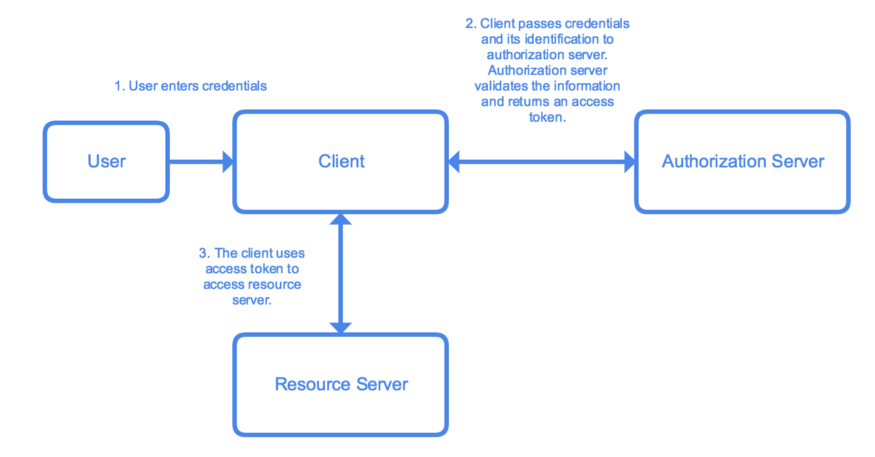 2. Client passes credentials
and its identification to
authorization server.
Authorization server
validates the information
and returns an access
token.
1. User enters credentials
User
Client
Authorization Server
3. The client uses
access token to
access resource
server.
Resource Server